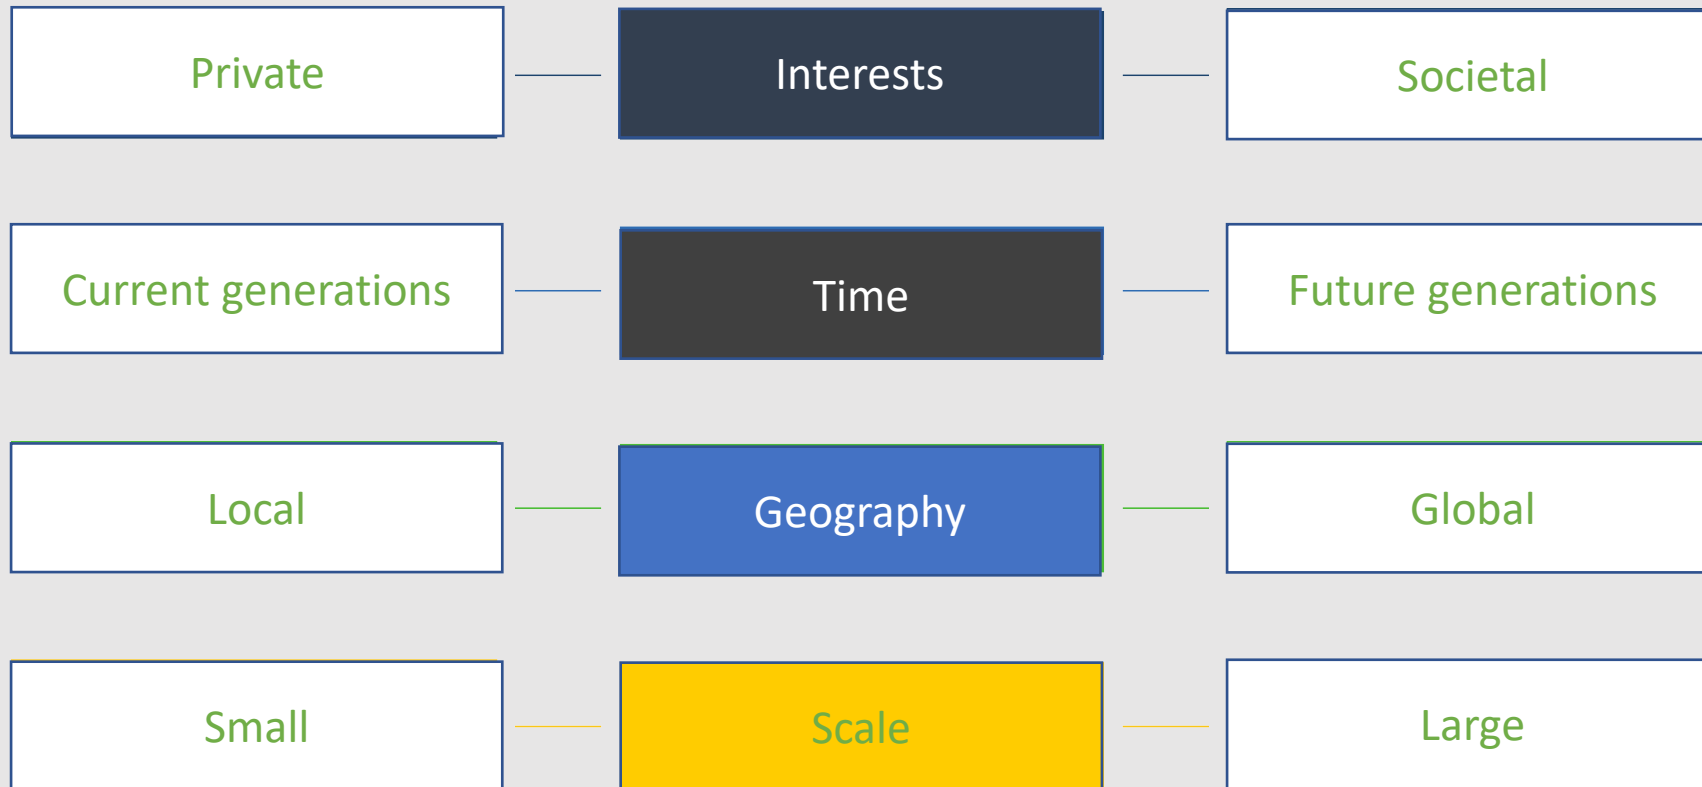 Private
Interests
Societal
Current generations
Time
Future generations
Local
Geography
Global
Small
Scale
Large